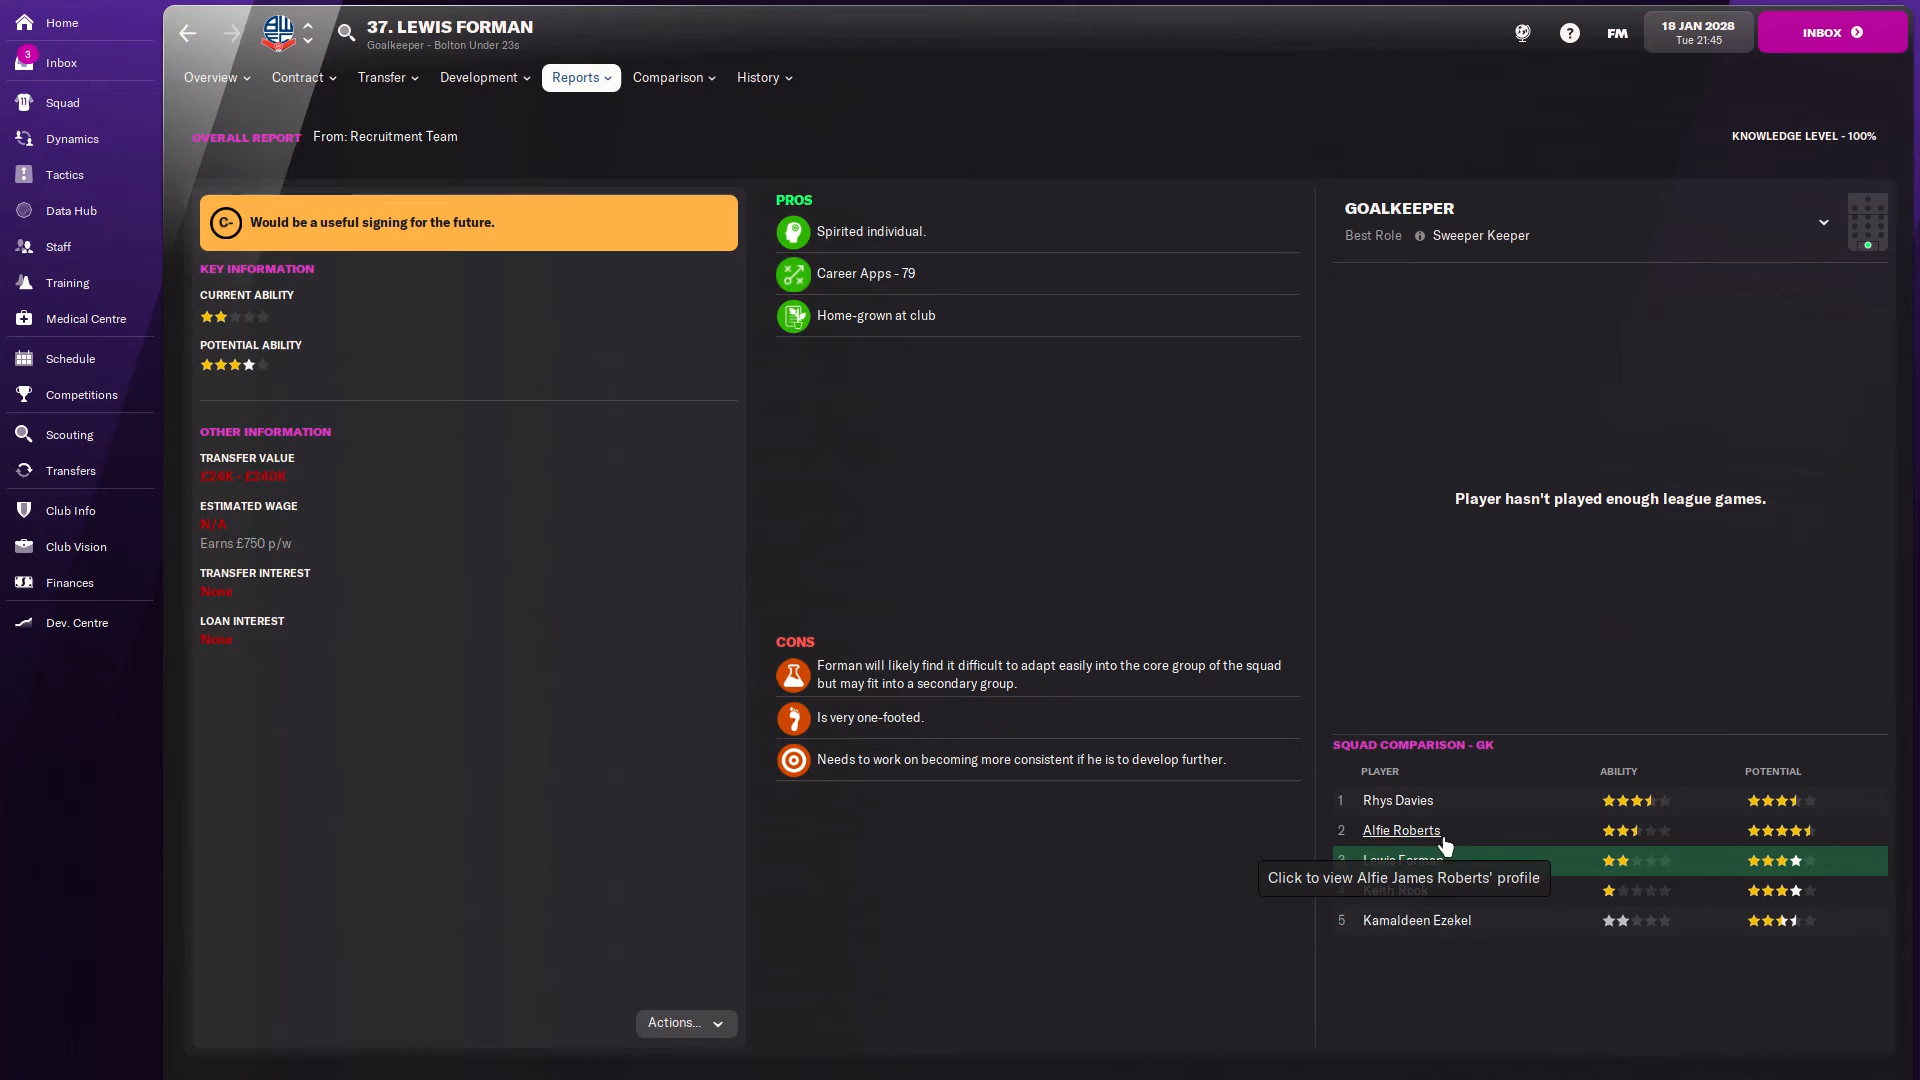 Home
3
Inbox
Squad
Dynamics
Tactics
Data Hub
Staff
Training
Medical Centre
Schedule
Competitions
Scouting
Transfers
Club Info
Club Vision
Finances
Dev. Centre
37. LEWIS FORMAN
Goalkeeper - Bolton Under 23s
?
FM
18 JAN 2028
Tue 21:45
INBOX
Overview
Contract
Transfer
Development
Reports
Comparison
History
OVERALL REPORT From: Recruitment Team
KNOWLEDGE LEVEL - 100%
C- Would be a useful signing for the future.
KEY INFORMATION
CURRENT ABILITY
POTENTIAL ABILITY
OTHER INFORMATION
TRANSFER VALUE
£24K - £240K
ESTIMATED WAGE
N/A
Earns £750 p/w
TRANSFER INTEREST
None
LOAN INTEREST
None
Actions...
PROS
Spirited individual.
Career Apps - 79
Home-grown at club
CONS
Forman will likely find it difficult to adapt easily into the core group of the squad
but may fit into a secondary group.
Is very one-footed.
Needs to work on becoming more consistent if he is to develop further.
GOALKEEPER
Best Role Sweeper Keeper
Player hasn't played enough league games.
SQUAD COMPARISON - GK
PLAYER ABILITY POTENTIAL
1 Rhys Davies
2 Alfie Roberts
3 Lewis Forman
Click to view Alfie James Roberts' profile
4 Keith Rook
5 Kamaldeen Ezekel